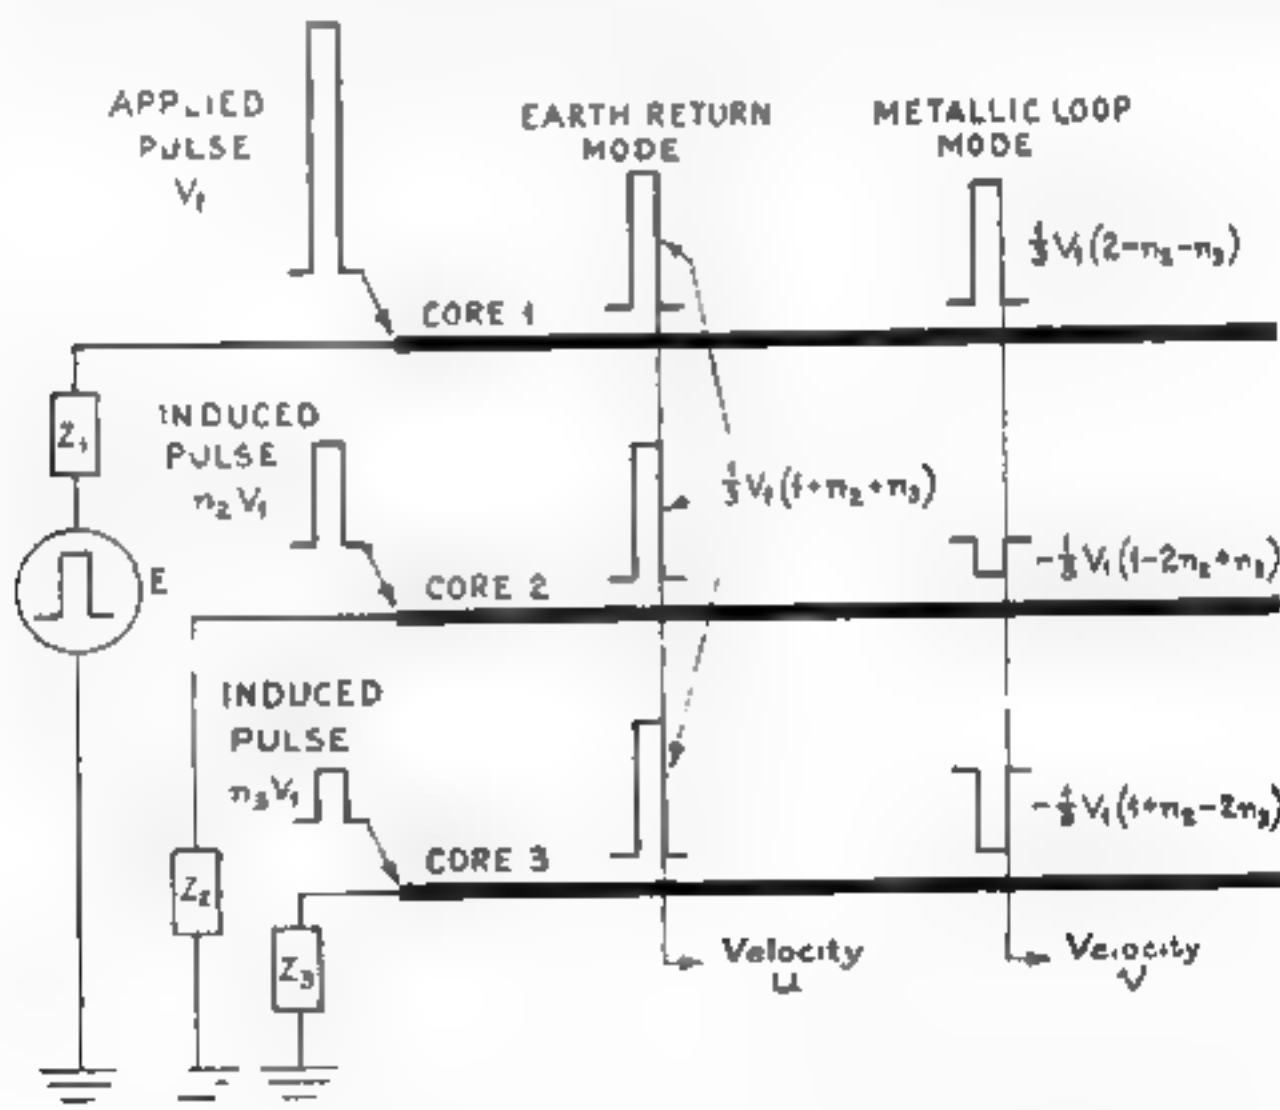 APPLIED
PULSE
V₁
EARTH RETURN
MODE
METALLIC LOOP
MODE
⅓V₁(2-n₂-n₃)
CORE 1
Z₁
INDUCED
PULSE
n₂V₁
⅓V₁(1+n₂+n₃)
E
CORE 2
-⅓V₁(1-2n₂+n₃)
INDUCED
PULSE
n₃V₁
-⅓V₁(1+n₂-2n₃)
CORE 3
Z₂
Z₃
Velocity
u
Velocity
v